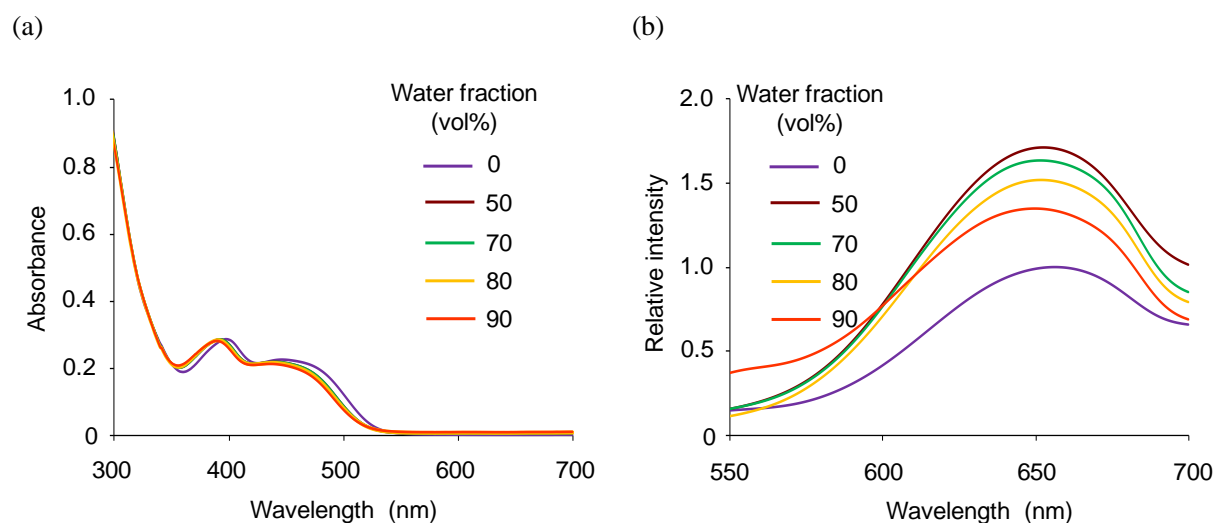 (a)
Water fraction
(vol%)
0
50
70
80
90
1.0
0.8
0.6
0.4
0.2
0
Absorbance
300 400 500 600 700
Wavelength (nm)
(b)
Water fraction
(vol%)
0
50
70
80
90
2.0
1.5
1.0
0.5
0
Relative intensity
550 600 650 700
Wavelength (nm)